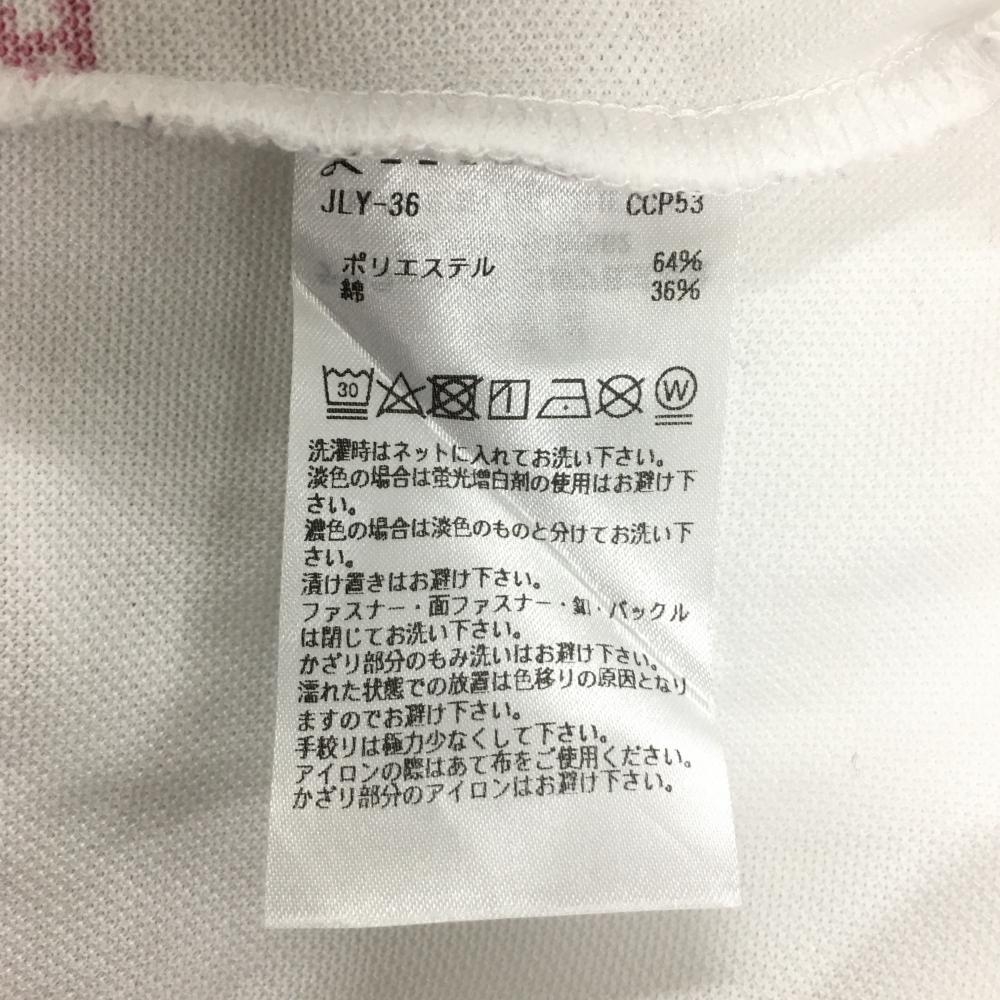 JLY-36 CCP53
ポリエステル 64%
綿 36%
30 W
洗濯時はネットに入れてお洗い下さい。
淡色の場合は蛍光増白剤の使用はお避け下
さい。
濃色の場合は淡色のものと分けてお洗い下
さい。
漬け置きはお避け下さい。
ファスナー・面ファスナー・釦・バックル
は閉じてお洗い下さい。
かざり部分のもみ洗いはお避け下さい。
濡れた状態での放置は色移りの原因となり
ますのでお避け下さい。
手絞りは極力少なくして下さい。
アイロンの際はあて布をご使用ください。
かざり部分のアイロンはお避け下さい。